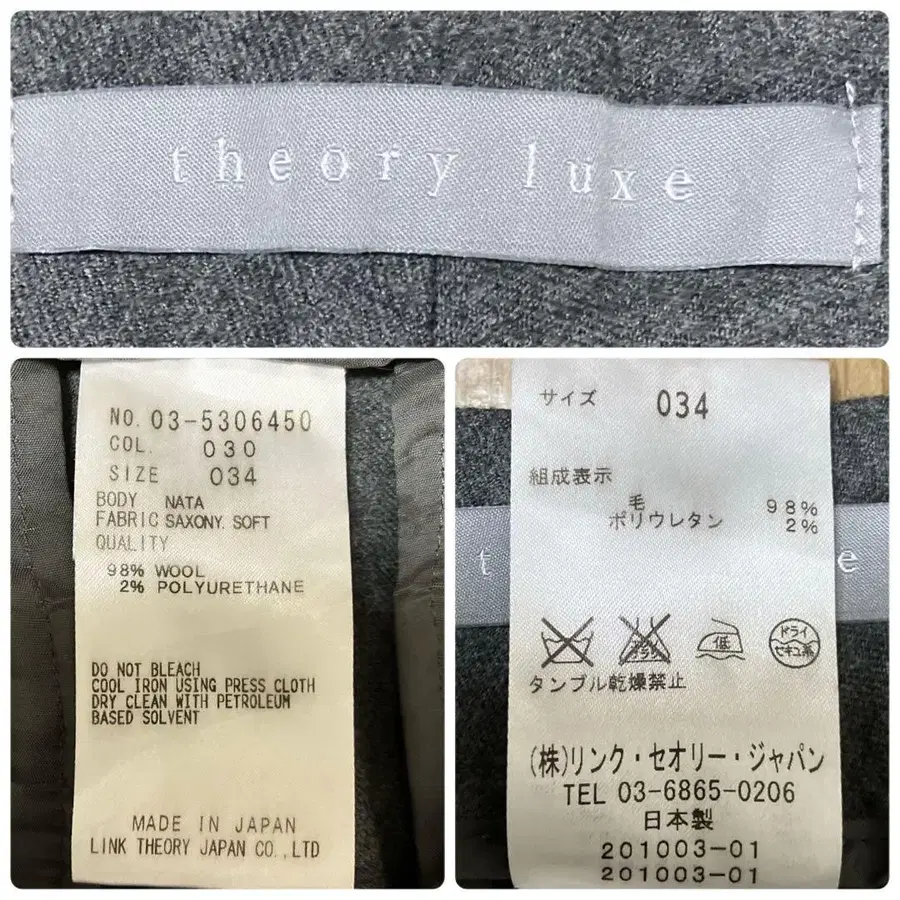 theory luxe
NO. 03-5306450
COL. 030
SIZE 034
BODY NATA
FABRIC SAXONY. SOFT
QUALITY
98% WOOL
2% POLYURETHANE
DO NOT BLEACH
COOL IRON USING PRESS CLOTH
DRY CLEAN WITH PETROLEUM
BASED SOLVENT
MADE IN JAPAN
LINK THEORY JAPAN CO.,LTD
サイズ 034
組成表示
毛 98%
ポリウレタン 2%
t e
低 ドライ
セキユ系
タンブル乾燥禁止
(株)リンク・セオリー・ジャパン
TEL 03-6865-0206
日本製
201003-01
201003-01